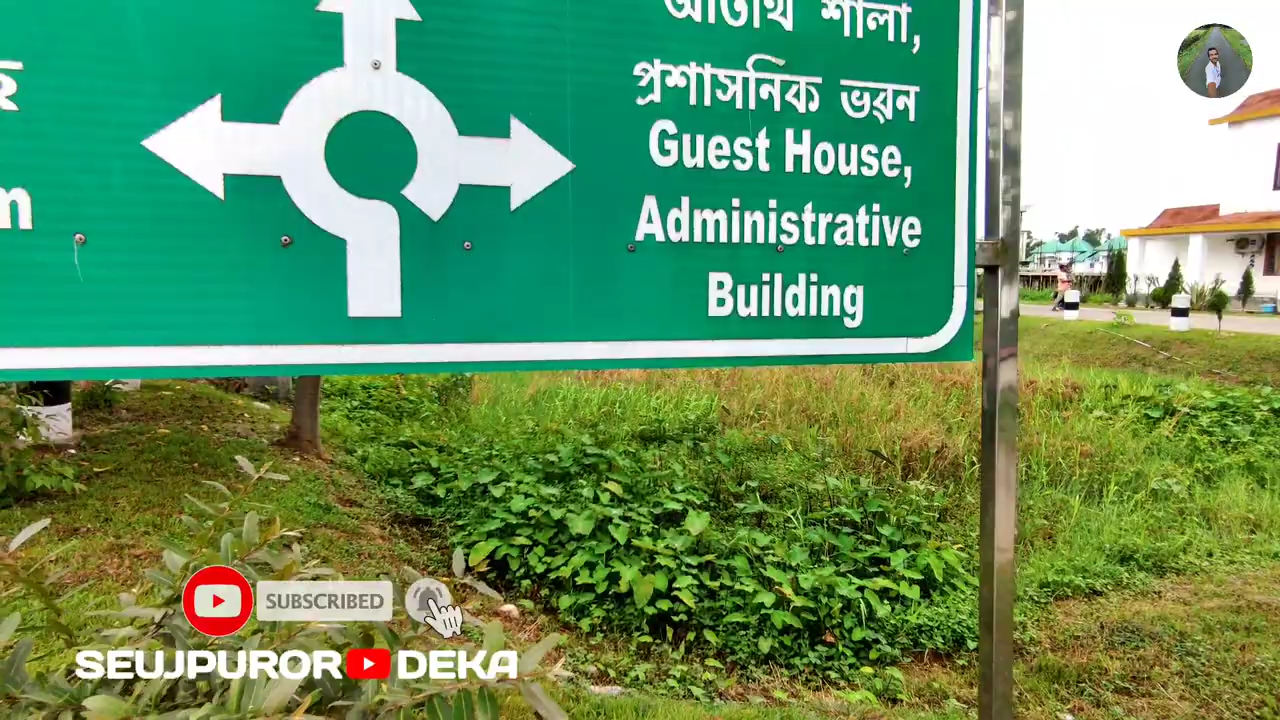 অতিথি শালা,
প্ৰশাসনিক ভৱন
Guest House,
Administrative
Building
SUBSCRIBED
SEUJPUROR DEKA